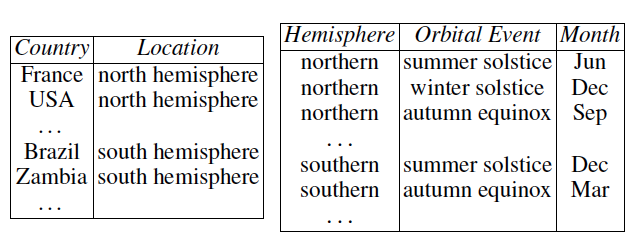 Country Location
France north hemisphere
USA north hemisphere
...
Brazil south hemisphere
Zambia south hemisphere
...
Hemisphere Orbital Event Month
northern summer solstice Jun
northern winter solstice Dec
northern autumn equinox Sep
...
southern summer solstice Dec
southern autumn equinox Mar
...